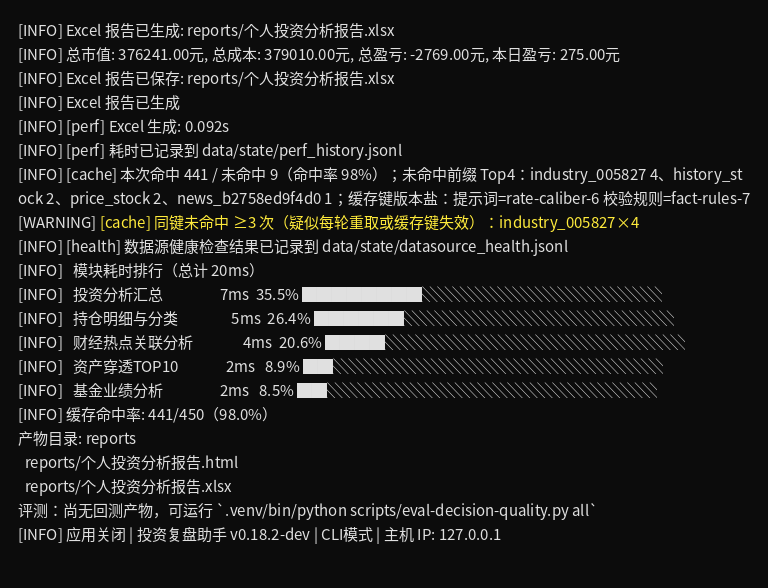 [INFO] Excel 报告已生成: reports/个人投资分析报告.xlsx
[INFO] 总市值: 376241.00元, 总成本: 379010.00元, 总盈亏: -2769.00元, 本日盈亏: 275.00元
[INFO] Excel 报告已保存: reports/个人投资分析报告.xlsx
[INFO] Excel 报告已生成
[INFO] [perf] Excel 生成: 0.092s
[INFO] [perf] 耗时已记录到 data/state/perf_history.jsonl
[INFO] [cache] 本次命中 441 / 未命中 9（命中率 98%）；未命中前缀 Top4：industry_005827 4、history_st
ock 2、price_stock 2、news_b2758ed9f4d0 1；缓存键版本盐：提示词=rate-caliber-6 校验规则=fact-rules-7
[WARNING] [cache] 同键未命中 ≥3 次（疑似每轮重取或缓存键失效）：industry_005827×4
[INFO] [health] 数据源健康检查结果已记录到 data/state/datasource_health.jsonl
[INFO] 模块耗时排行（总计 20ms）
[INFO] 投资分析汇总 7ms 35.5%
[INFO] 持仓明细与分类 5ms 26.4%
[INFO] 财经热点关联分析 4ms 20.6%
[INFO] 资产穿透TOP10 2ms 8.9%
[INFO] 基金业绩分析 2ms 8.5%
[INFO] 缓存命中率: 441/450（98.0%）
产物目录: reports
reports/个人投资分析报告.html
reports/个人投资分析报告.xlsx
评测：尚无回测产物，可运行 `.venv/bin/python scripts/eval-decision-quality.py all`
[INFO] 应用关闭 | 投资复盘助手 v0.18.2-dev | CLI模式 | 主机 IP: 127.0.0.1